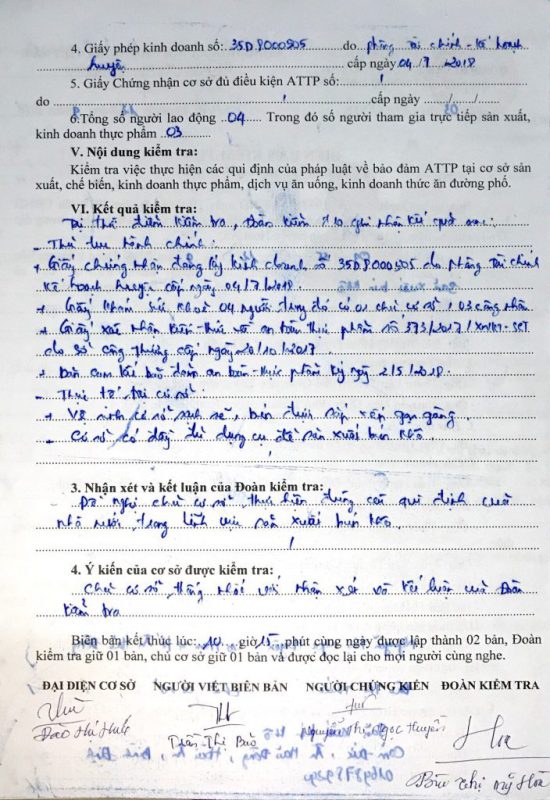 4. Giấy phép kinh doanh số: 35D8000505 do phòng tài chính - kế hoạch
huyện cấp ngày 04/7/2018
5. Giấy Chứng nhận cơ sở đủ điều kiện ATTP số: /
do / cấp ngày / /
6. Tổng số người lao động 04 Trong đó số người tham gia trực tiếp sản xuất,
kinh doanh thực phẩm 03
V. Nội dung kiểm tra:
Kiểm tra việc thực hiện các qui định của pháp luật về bảo đảm ATTP tại cơ sở sản
xuất, chế biến, kinh doanh thực phẩm, dịch vụ ăn uống, kinh doanh thức ăn đường phố.
VI. Kết quả kiểm tra:
Tại thời điểm kiểm tra, Đoàn kiểm tra ghi nhận kết quả sau:
- Thủ tục hành chính:
+ Giấy chứng nhận đăng ký kinh doanh số 35D8000505 do phòng tài chính
kế hoạch huyện cấp ngày 04/7/2018.
+ Giấy khám sức khoẻ 04 người trong đó có 01 chủ cơ sở, 03 công nhân
+ Giấy xác nhận kiến thức về an toàn thực phẩm số 373/2017/XNKT-SCT
do sở công thương cấp ngày 20/10/2017.
+ Bản cam kết bảo đảm an toàn thực phẩm ký ngày 2/5/2018.
- Thực tế tại cơ sở:
+ Vệ sinh cơ sở sạch sẽ, sắp xếp gọn gàng.
- Cơ sở có đầy đủ dụng cụ để sản xuất bún khô.
3. Nhận xét và kết luận của Đoàn kiểm tra:
Đề nghị chủ cơ sở thực hiện đúng các qui định của
nhà nước trong lĩnh vực sản xuất bún khô.
4. Ý kiến của cơ sở được kiểm tra:
Chủ cơ sở thống nhất với nhận xét và kết luận của Đoàn
kiểm tra
Biên bản kết thúc lúc: 10 giờ 15 phút cùng ngày được lập thành 02 bản, Đoàn
kiểm tra giữ 01 bản, chủ cơ sở giữ 01 bản và được đọc lại cho mọi người cùng nghe.
ĐẠI DIỆN CƠ SỞ NGƯỜI VIẾT BIÊN BẢN NGƯỜI CHỨNG KIẾN ĐOÀN KIỂM TRA
Trần Thị Bảo Nguyễn Thị Ngọc Huyền
Bùi Thị Mỹ Hoà